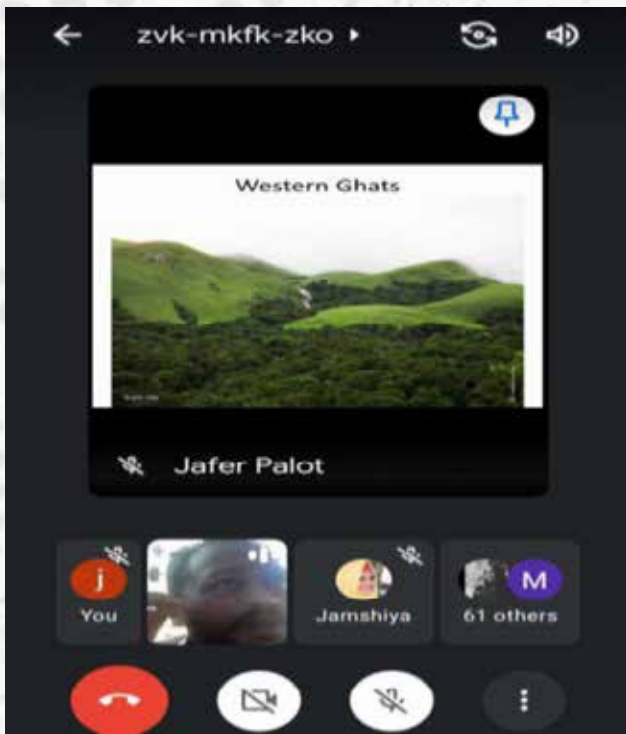 zvk-mkfk-zko
Western Ghats
Jafer Palot
j
M
You
Jamshiya
61 others